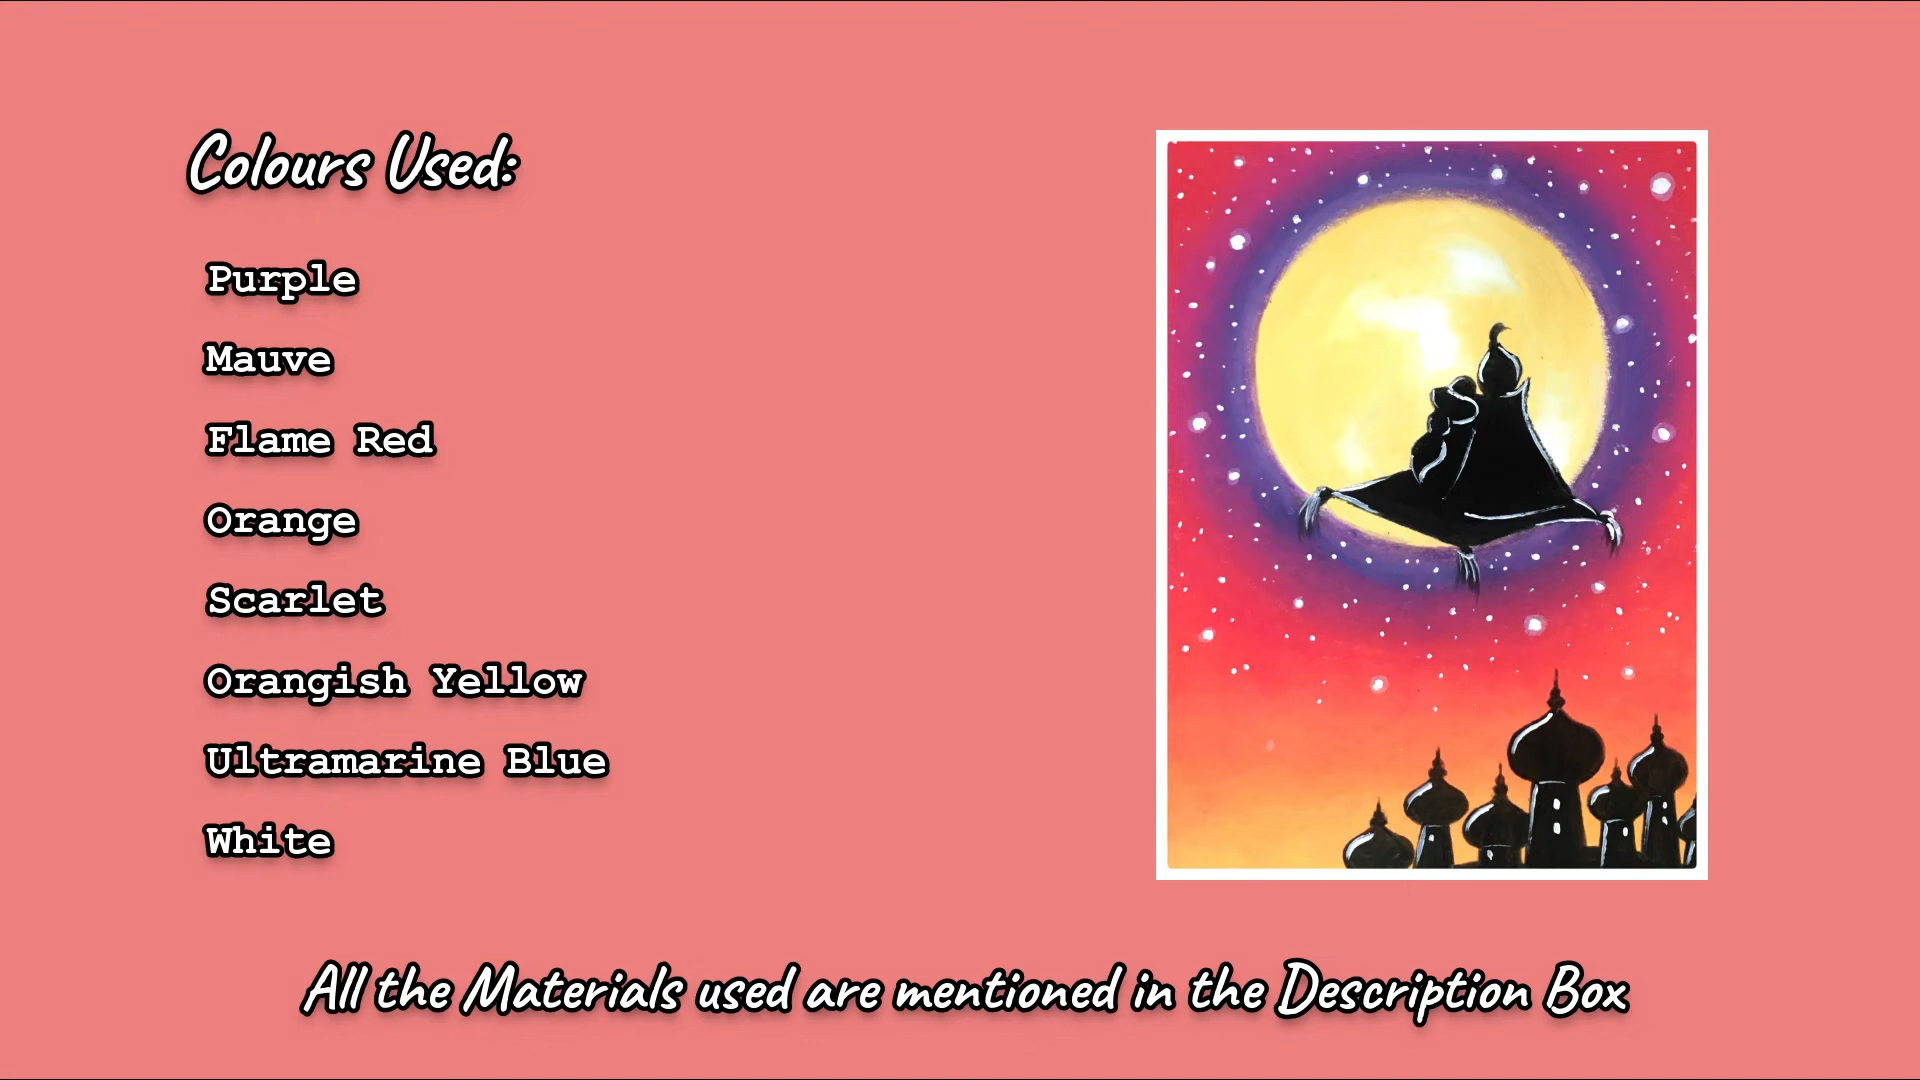 Colours Used:
Purple
Mauve
Flame Red
Orange
Scarlet
Orangish Yellow
Ultramarine Blue
White
All the Materials used are mentioned in the Description Box